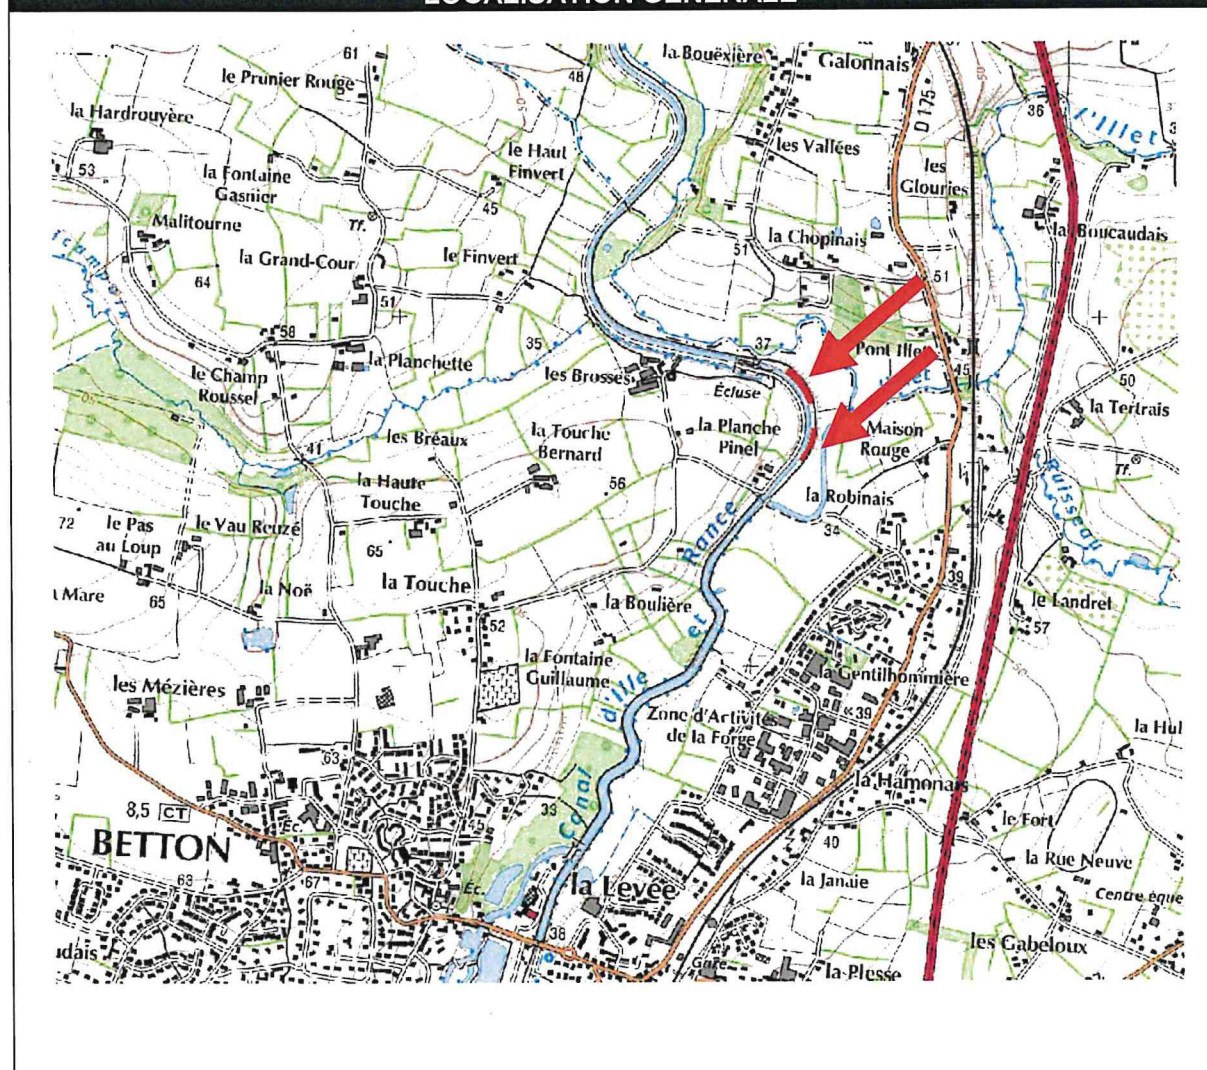 LOCALISATION GÉNÉRALE
61
48
la Bouëxière
Galonnais
le Prunier Rouge
D 175
50
36
l'Illet
la Hardrouyère
le Haut
Finvert
les Vallées
53
la Fontaine
Gasnier
45
les
Glouries
Malitourne
Tf.
la Chopinais
la Boucaudais
51
la Grand-Cour
le Finvert
64
51
51
58
35
37
Pont Illet
la Planchette
le Champ
Roussel
les Brosses
Écluse
45
50
la Tertrais
les Bréaux
la Touche
Bernard
la Planche
Pinel
Maison
Rouge
41
la Haute
Touche
56
Tf.
la Robinais
Ruisseau
72
le Pas
au Loup
le Vau Reuzé
34
65
la Touche
39
65
la Noë
la Boulière
le Landret
52
57
la Fontaine
Guillaume
les Mézières
la Gentilhommière
Zone d'Activités
de la Forge
39
la Hul
63
Canal d'Ille et Rance
la Hamonais
8,5 CT
33
le Fort
Éc.
BETTON
40
la Rue Neuve
63
67
Éc.
la Levée
la Janaie
Centre éque
38
les Gabeloux
udais
Gare
la Plesse